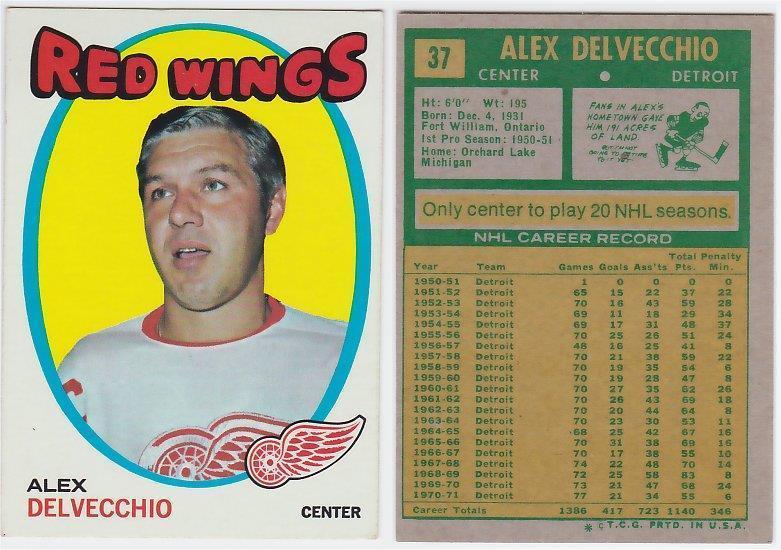 RED WINGS
ALEX
DELVECCHIO
CENTER
37 ALEX DELVECCHIO
CENTER DETROIT
Ht: 6'0" Wt: 195
Born: Dec. 4, 1931
Fort William, Ontario
1st Pro Season: 1950-51
Home: Orchard Lake
Michigan
FANS IN ALEX'S
HOMETOWN GAVE
HIM 191 ACRES
OF LAND.
Only center to play 20 NHL seasons.
NHL CAREER RECORD
Total Penalty
Year Team Games Goals Ass'ts Pts. Min.
1950-51 Detroit 1 0 0 0 0
1951-52 Detroit 65 15 22 37 22
1952-53 Detroit 70 16 43 59 28
1953-54 Detroit 69 11 18 29 34
1954-55 Detroit 69 17 31 48 37
1955-56 Detroit 70 25 26 51 24
1956-57 Detroit 48 16 25 41 8
1957-58 Detroit 70 21 38 59 22
1958-59 Detroit 70 19 35 54 6
1959-60 Detroit 70 19 28 47 8
1960-61 Detroit 70 27 35 62 26
1961-62 Detroit 70 26 43 69 18
1962-63 Detroit 70 20 44 64 8
1963-64 Detroit 70 23 30 53 11
1964-65 Detroit 68 25 42 67 16
1965-66 Detroit 70 31 38 69 16
1966-67 Detroit 70 17 38 55 10
1967-68 Detroit 74 22 48 70 14
1968-69 Detroit 72 25 58 83 8
1969-70 Detroit 73 21 47 68 24
1970-71 Detroit 77 21 34 55 6
Career Totals 1386 417 723 1140 346
* © T.C.G. PRTD. IN U.S.A.